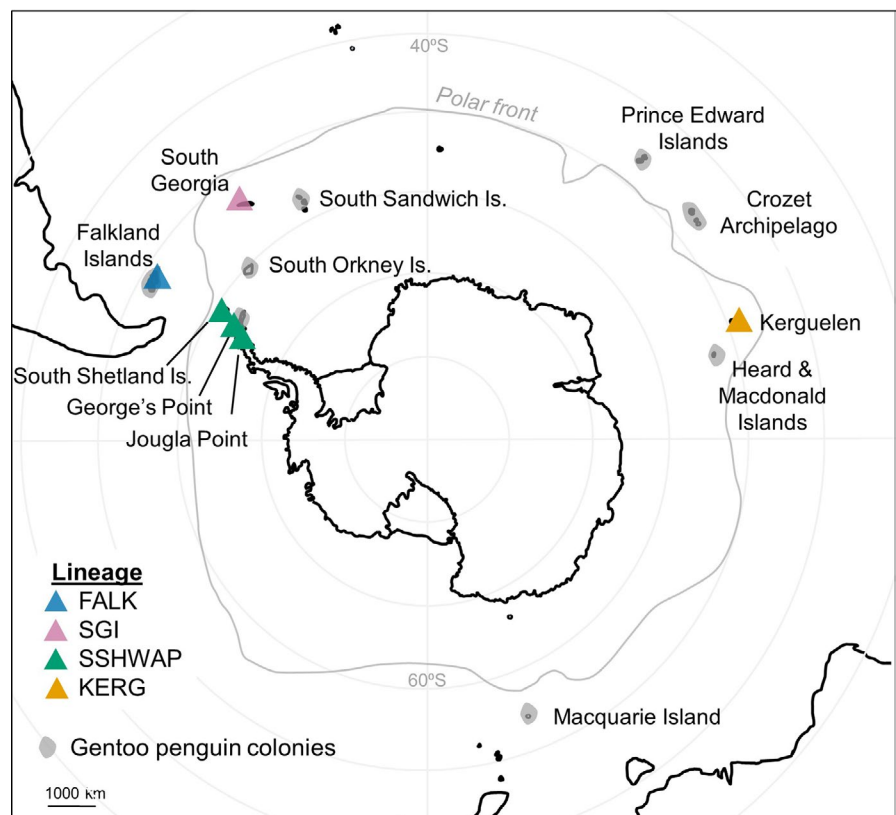 40ºS
Polar front
Prince Edward
Islands
South
Georgia
South Sandwich Is.
Crozet
Archipelago
Falkland
Islands
South Orkney Is.
Kerguelen
South Shetland Is.
George's Point
Jougla Point
Heard &
Macdonald
Islands
Lineage
FALK
SGI
SSHWAP
KERG
60ºS
Macquarie Island
Gentoo penguin colonies
1000 km